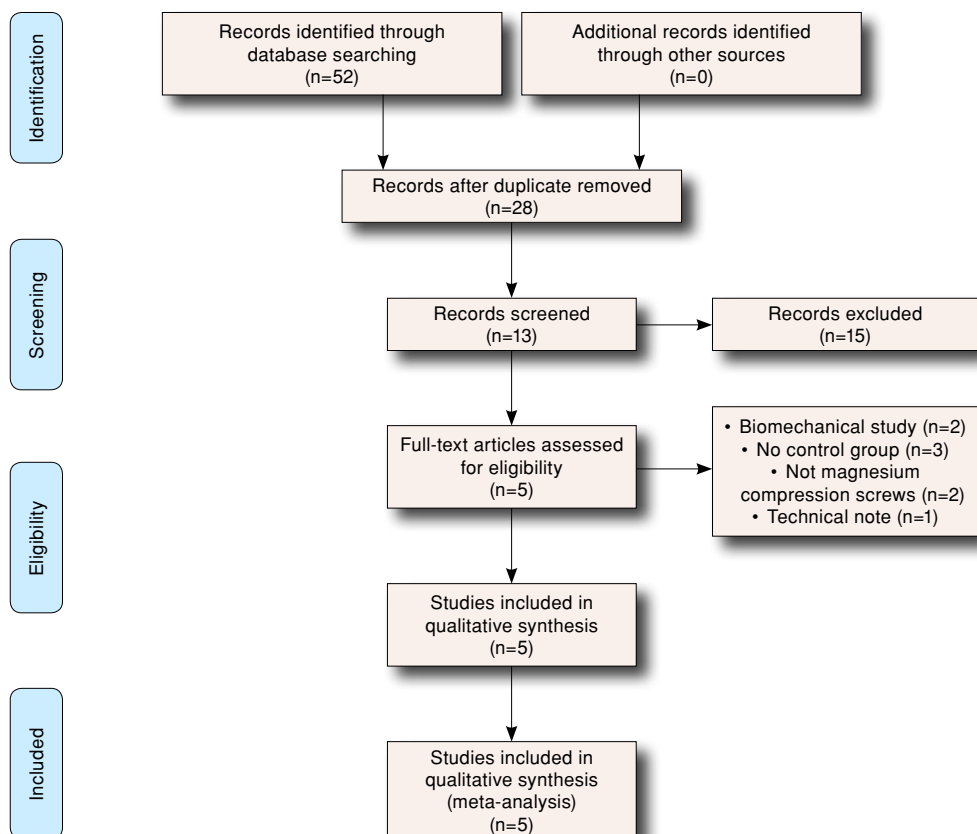 Identification
Records identified through
database searching
(n=52)
Additional records identified
through other sources
(n=0)
Records after duplicate removed
(n=28)
Screening
Records screened
(n=13)
Records excluded
(n=15)
Eligibility
Full-text articles assessed
for eligibility
(n=5)
• Biomechanical study (n=2)
• No control group (n=3)
• Not magnesium
compression screws (n=2)
• Technical note (n=1)
Studies included in
qualitative synthesis
(n=5)
Included
Studies included in
qualitative synthesis
(meta-analysis)
(n=5)